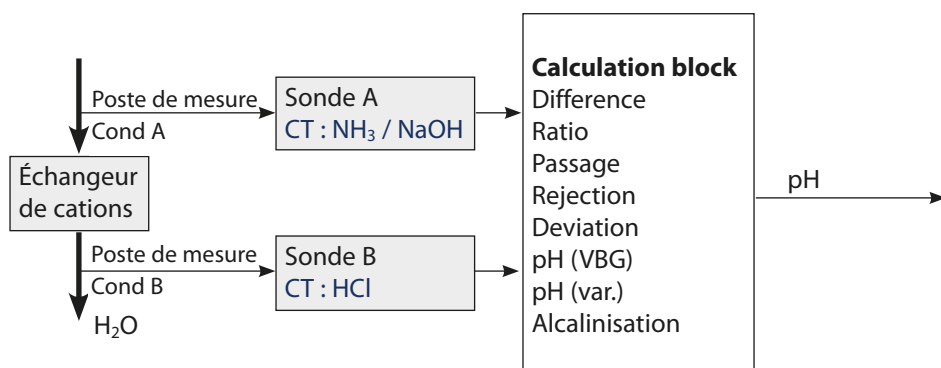 Poste de mesure
Cond A
Échangeur
de cations
Poste de mesure
Cond B
H₂O
Sonde A
CT : NH₃ / NaOH
Sonde B
CT : HCl
Calculation block
Difference
Ratio
Passage
Rejection
Deviation
pH (VBG)
pH (var.)
Alcalinisation
pH